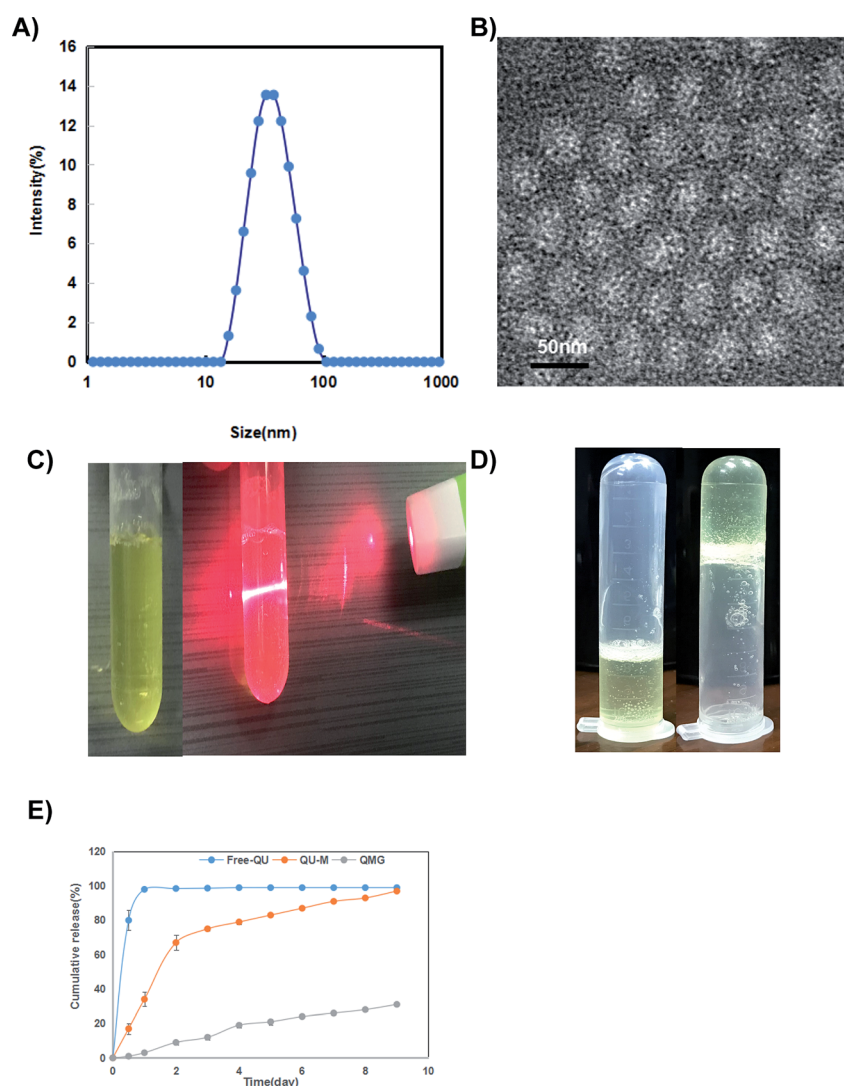 A)
16
14
12
10
8
6
4
2
0
Intensity(%)
1 10 100 1000
Size(nm)
B)
50nm
C)
D)
E)
Free-QU QU-M QMG
120
100
80
60
40
20
0
Cumulative release(%)
0 2 4 6 8 10
Time(day)